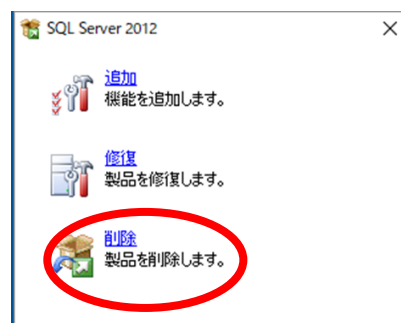 SQL Server 2012
追加
機能を追加します。
修復
製品を修復します。
削除
製品を削除します。